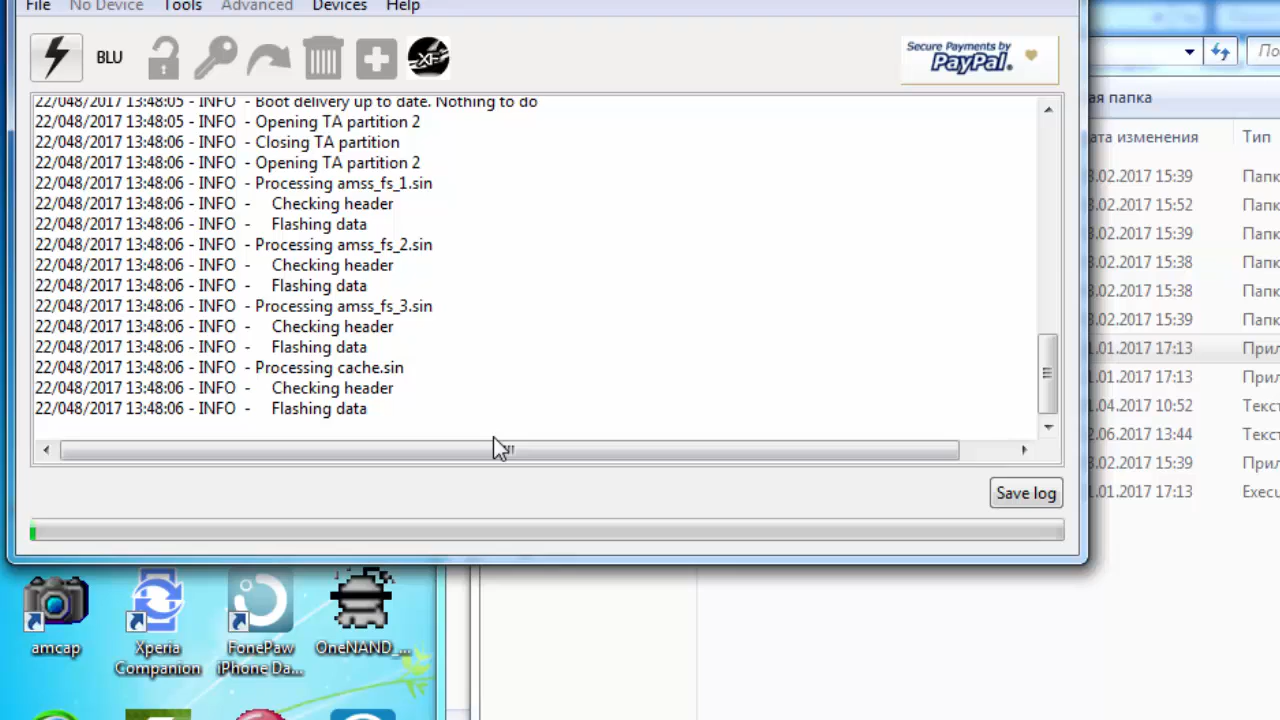 File No Device Tools Advanced Devices Help
BLU
XF
Secure Payments by
PayPal.
22/048/2017 13:48:05 - INFO - Boot delivery up to date. Nothing to do
22/048/2017 13:48:05 - INFO - Opening TA partition 2
22/048/2017 13:48:06 - INFO - Closing TA partition
22/048/2017 13:48:06 - INFO - Opening TA partition 2
22/048/2017 13:48:06 - INFO - Processing amss_fs_1.sin
22/048/2017 13:48:06 - INFO - Checking header
22/048/2017 13:48:06 - INFO - Flashing data
22/048/2017 13:48:06 - INFO - Processing amss_fs_2.sin
22/048/2017 13:48:06 - INFO - Checking header
22/048/2017 13:48:06 - INFO - Flashing data
22/048/2017 13:48:06 - INFO - Processing amss_fs_3.sin
22/048/2017 13:48:06 - INFO - Checking header
22/048/2017 13:48:06 - INFO - Flashing data
22/048/2017 13:48:06 - INFO - Processing cache.sin
22/048/2017 13:48:06 - INFO - Checking header
22/048/2017 13:48:06 - INFO - Flashing data
Save log
По
ая папка
ата изменения Тип
3.02.2017 15:39 Папк
3.02.2017 15:52 Папк
3.02.2017 15:39 Папк
3.02.2017 15:38 Папк
3.02.2017 15:38 Папк
3.02.2017 15:39 Папк
1.01.2017 17:13 Прил
1.01.2017 17:13 Прил
1.04.2017 10:52 Текст
2.06.2017 13:44 Текст
3.02.2017 15:39 Прил
1.01.2017 17:13 Execu
amcap
Xperia
Companion
FonePaw
iPhone Da...
OneNAND_...